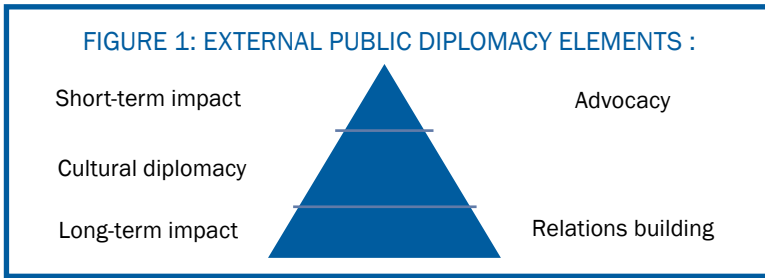 FIGURE 1: EXTERNAL PUBLIC DIPLOMACY ELEMENTS :
Short-term impact
Advocacy
Cultural diplomacy
Long-term impact
Relations building